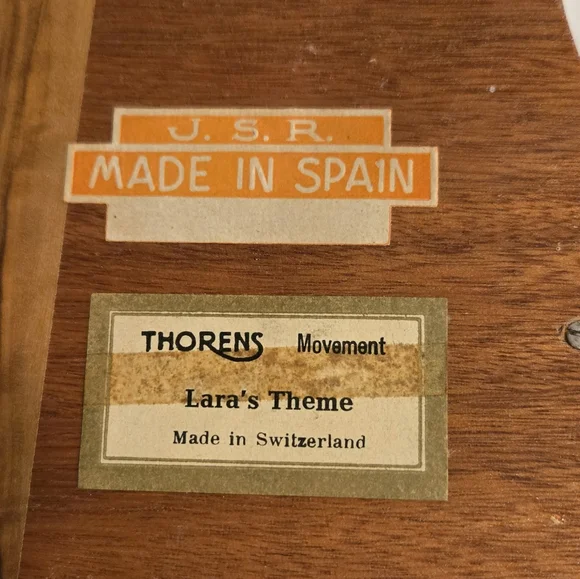 J. S. R.
MADE IN SPAIN
THORENS Movement
Lara's Theme
Made in Switzerland